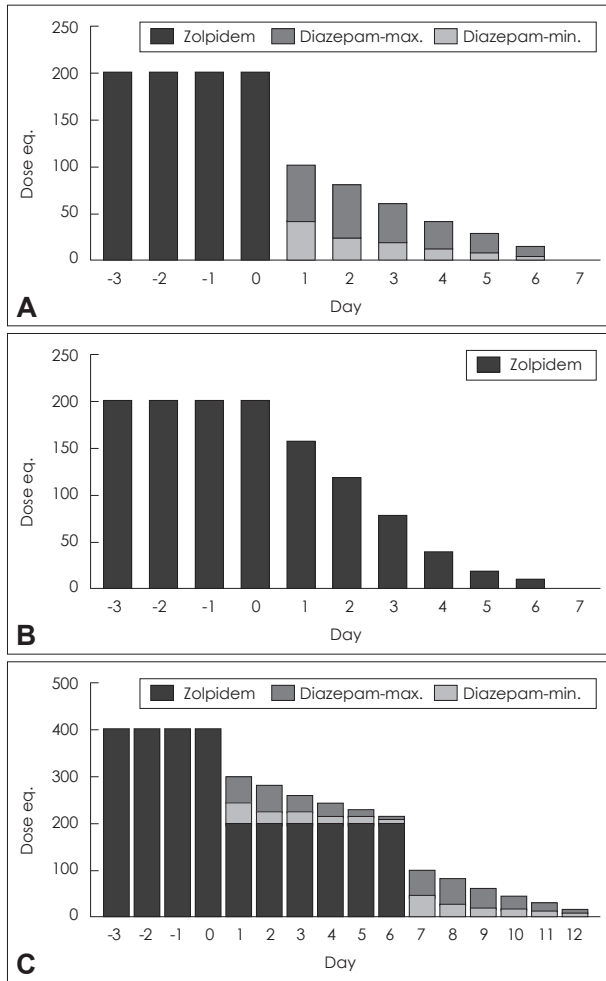 Zolpidem Diazepam-max. Diazepam-min.
250
200
150
100
50
0
Dose eq.
-3 -2 -1 0 1 2 3 4 5 6 7
Day
A
Zolpidem
250
200
150
100
50
0
Dose eq.
-3 -2 -1 0 1 2 3 4 5 6 7
Day
B
Zolpidem Diazepam-max. Diazepam-min.
500
400
300
200
100
0
Dose eq.
-3 -2 -1 0 1 2 3 4 5 6 7 8 9 10 11 12
Day
C